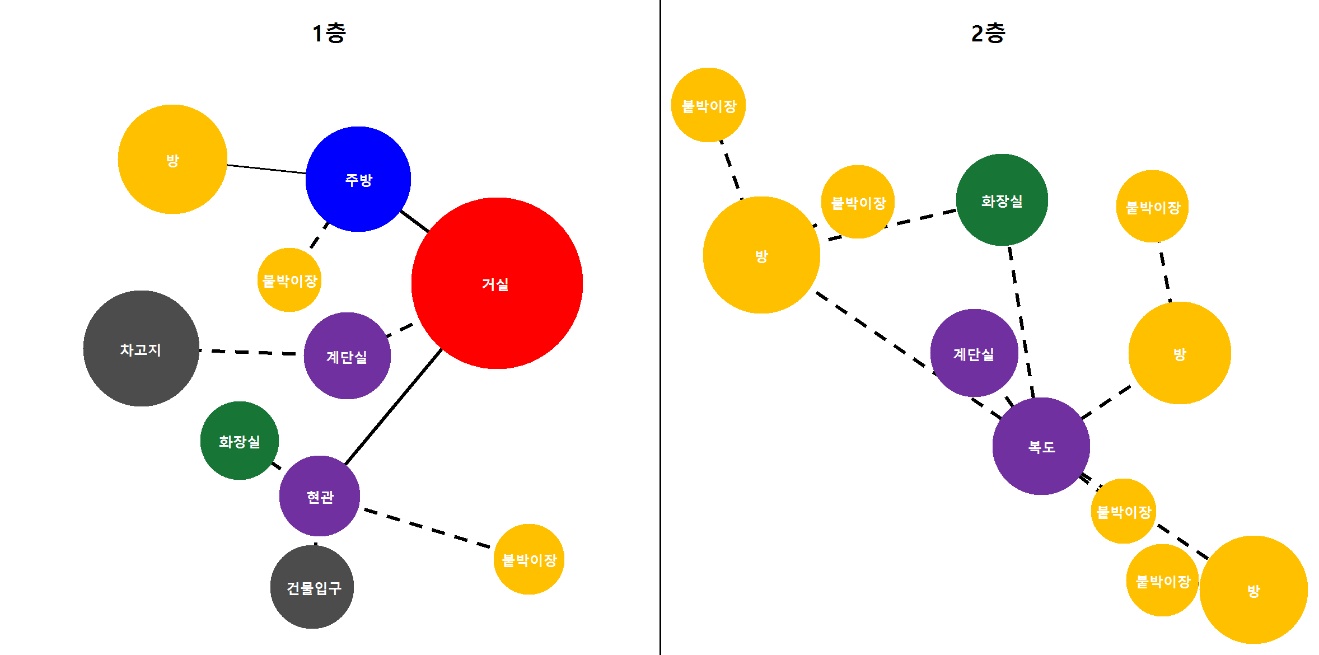 1층
방
주방
붙박이장
거실
차고지
계단실
화장실
현관
건물입구
붙박이장
2층
붙박이장
붙박이장
화장실
붙박이장
방
계단실
방
복도
붙박이장
붙박이장
방